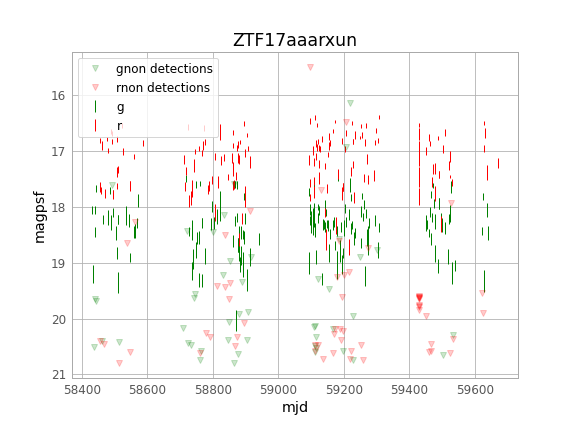 ZTF17aaarxun
gnon detections
rnon detections
g
r
magpsf
16
17
18
19
20
21
58400 58600 58800 59000 59200 59400 59600
mjd